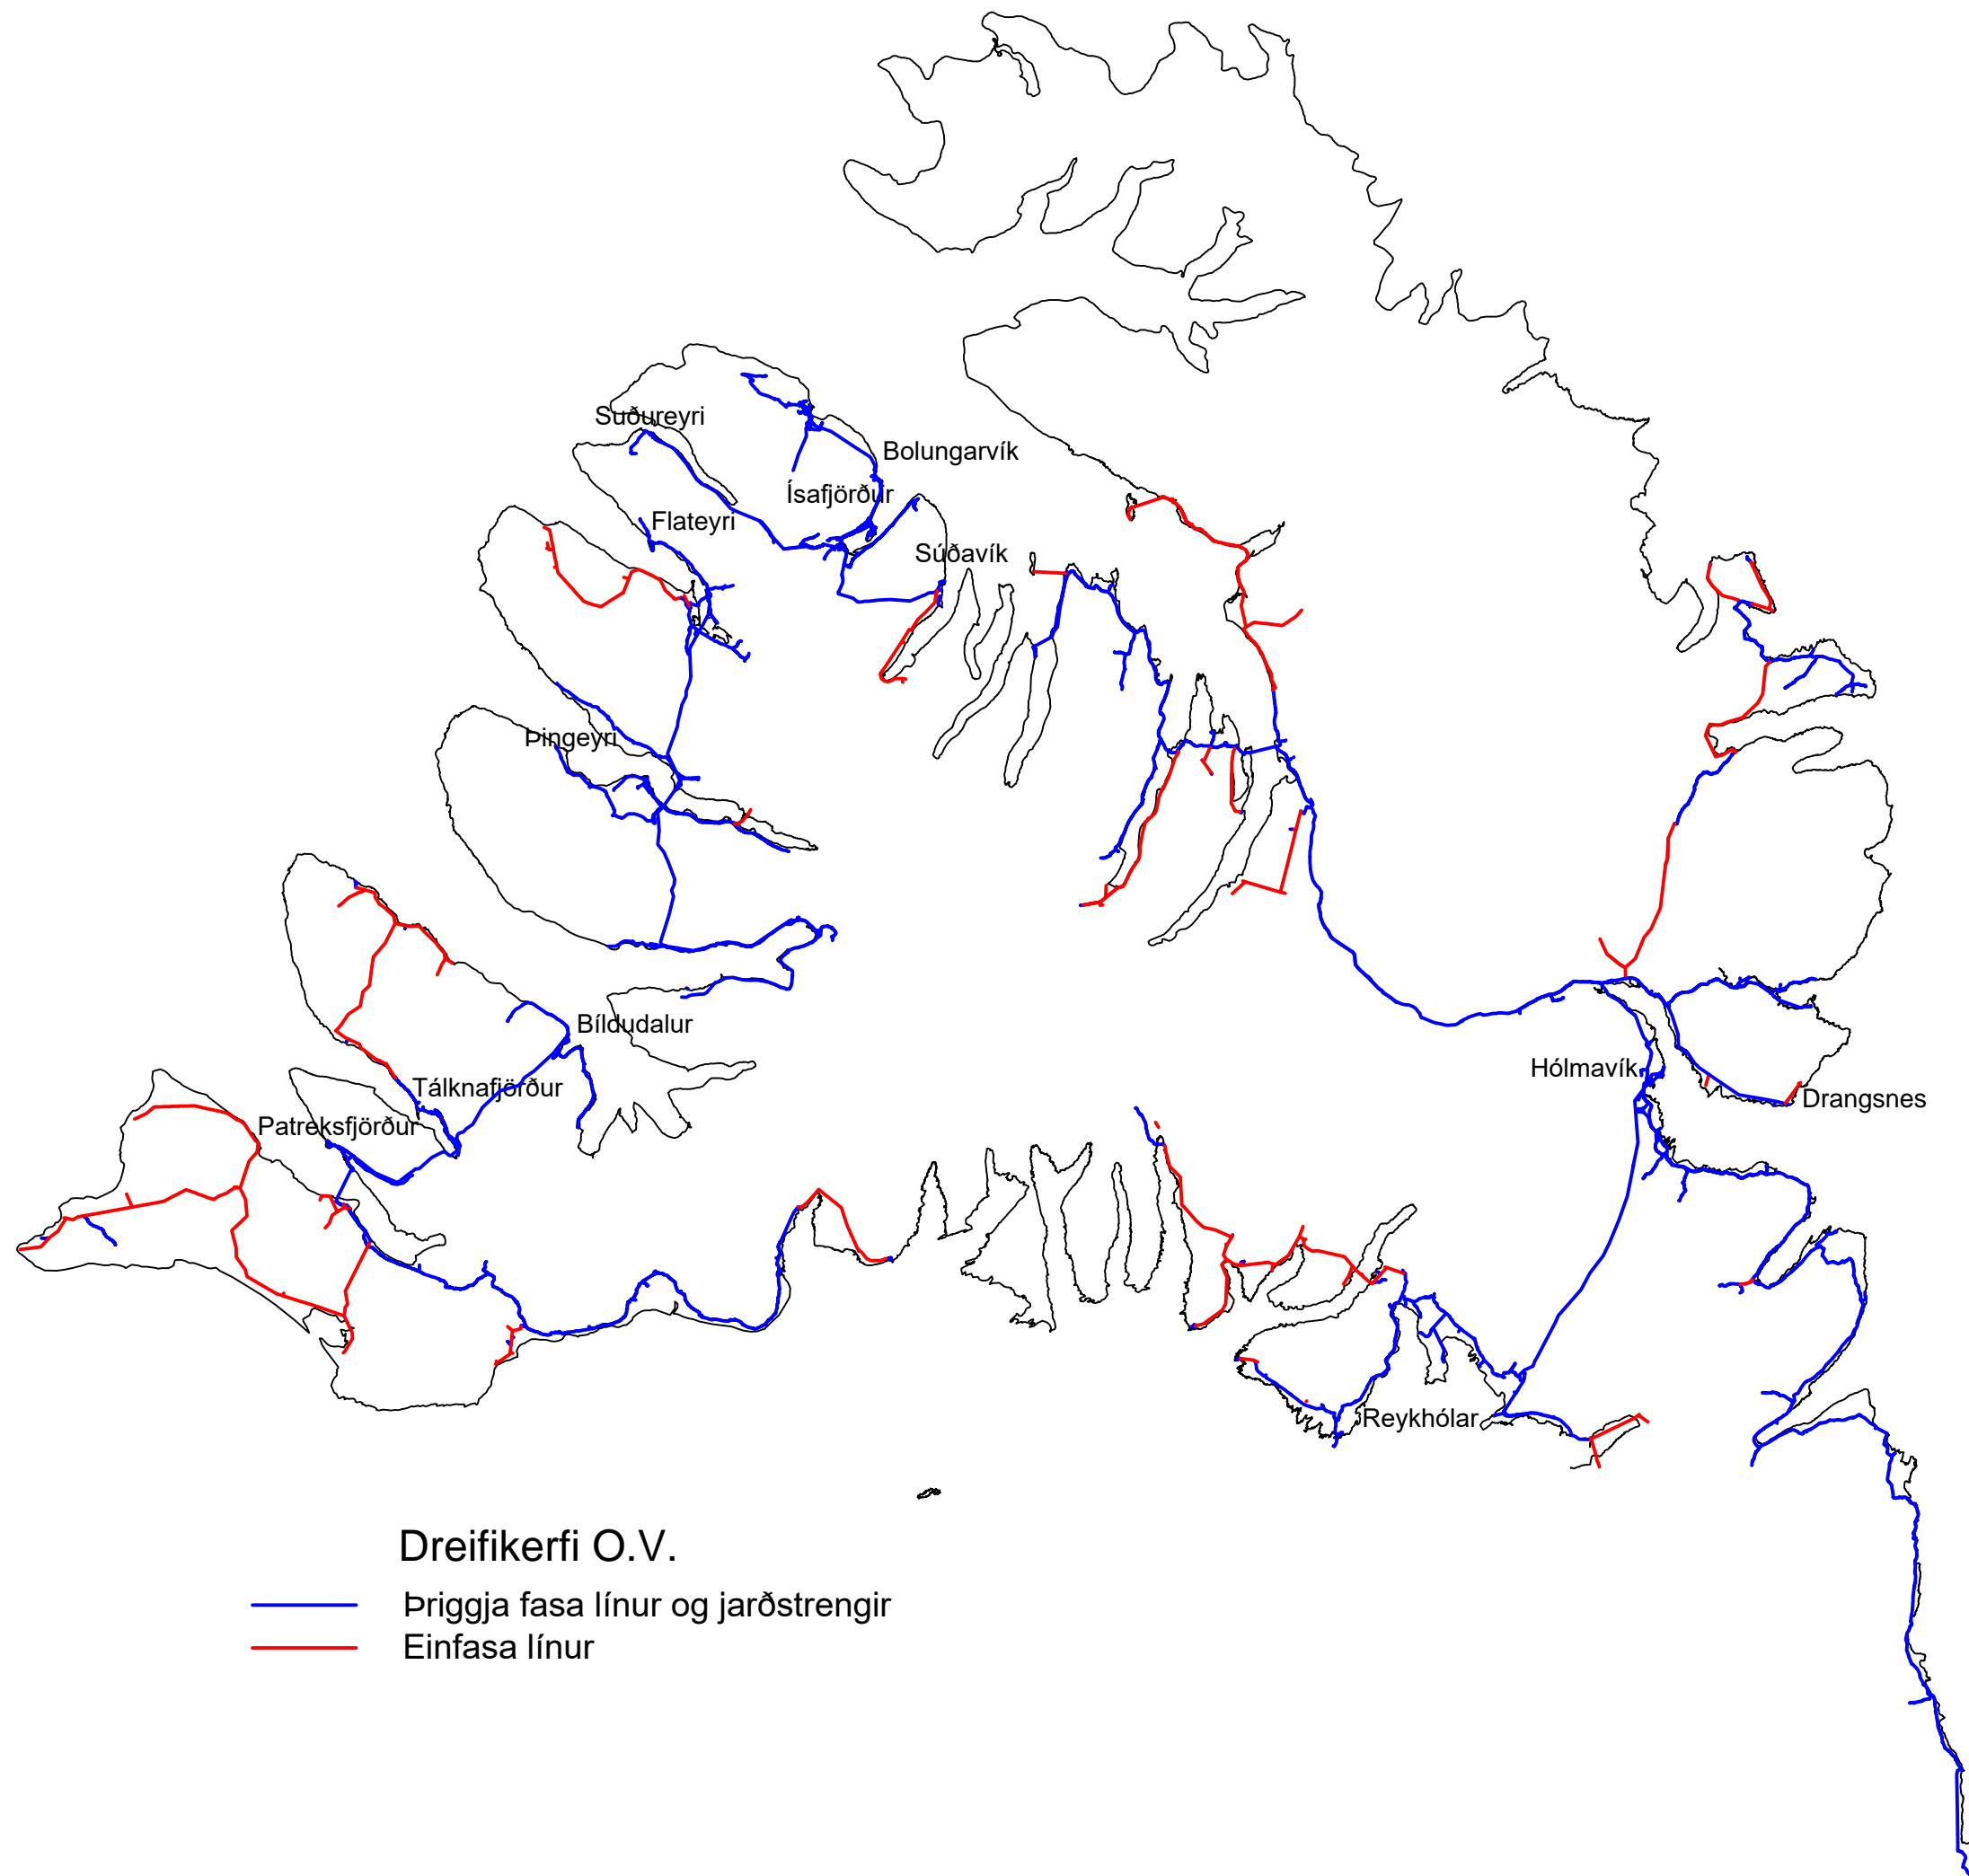 Suðureyri
Bolungarvík
Ísafjörður
Flateyri
Súðavík
Þingeyri
Bíldudalur
Hólmavík
Tálknafjörður
Drangsnes
Patreksfjörður
Reykhólar
Dreifikerfi O.V.
Þriggja fasa línur og jarðstrengir
Einfasa línur